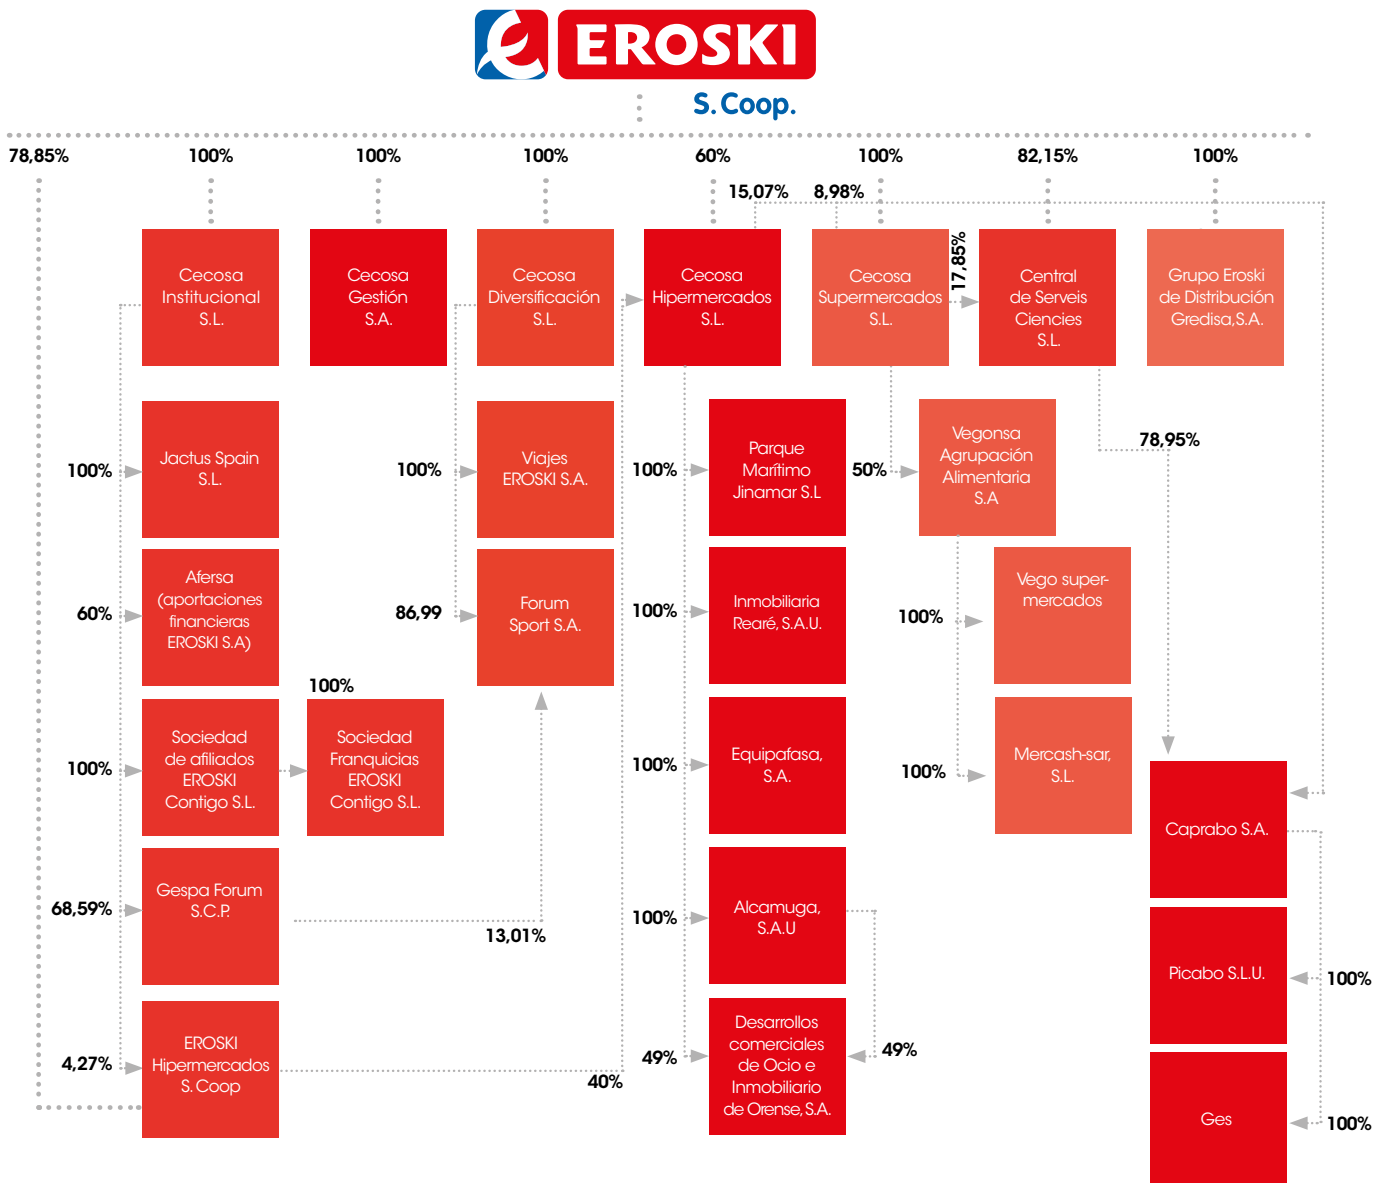 EROSKI
S. Coop.
78,85%
100%
100%
100%
60%
100%
82,15%
100%
15,07%
8,98%
17,85%
Cecosa
Institucional
S.L.
Cecosa
Gestión
S.A.
Cecosa
Diversificación
S.L.
Cecosa
Hipermercados
S.L.
Cecosa
Supermercados
S.L.
Central
de Serveis
Ciencies
S.L.
Grupo Eroski
de Distribución
Gredisa,S.A.
100%
Jactus Spain
S.L.
60%
Afersa
(aportaciones
financieras
EROSKI S.A)
100%
Sociedad
de afiliados
EROSKI
Contigo S.L.
100%
Sociedad
Franquicias
EROSKI
Contigo S.L.
68,59%
Gespa Forum
S.C.P.
13,01%
4,27%
EROSKI
Hipermercados
S. Coop
40%
100%
Viajes
EROSKI S.A.
86,99
Forum
Sport S.A.
100%
Parque
Marítimo
Jinamar S.L
100%
Inmobiliaria
Rearé, S.A.U.
100%
Equipafasa,
S.A.
100%
Alcamuga,
S.A.U
49%
Desarrollos
comerciales
de Ocio e
Inmobiliario
de Orense, S.A.
49%
50%
Vegonsa
Agrupación
Alimentaria
S.A
100%
Vego super-
mercados
100%
Mercash-sar,
S.L.
78,95%
Caprabo S.A.
Picabo S.L.U.
100%
Ges
100%